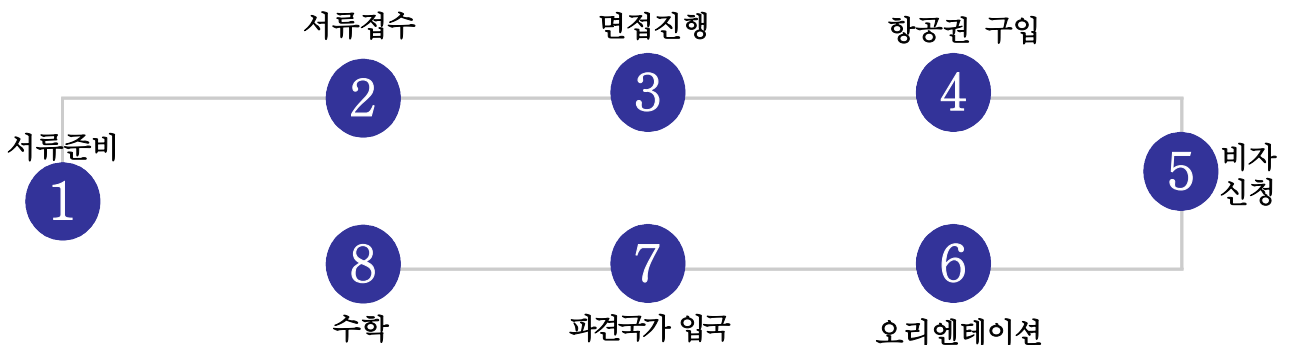 서류준비
1
서류접수
2
면접진행
3
항공권 구입
4
5
비자
신청
6
오리엔테이션
7
파견국가 입국
8
수학